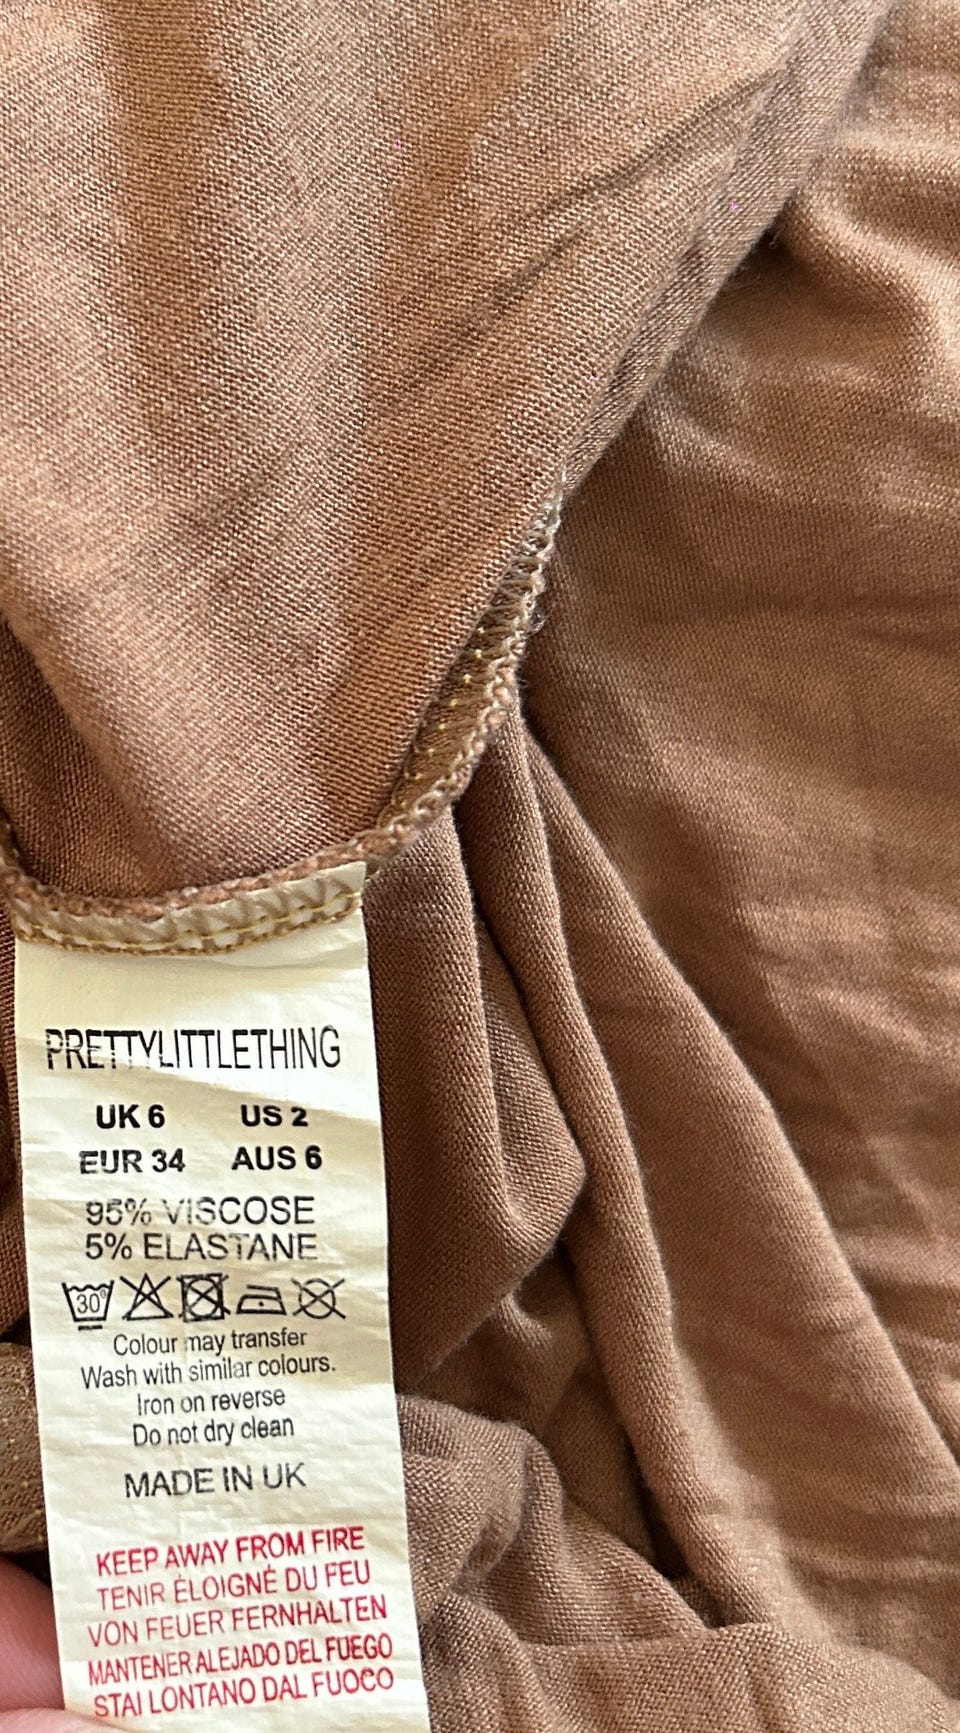 PRETTYLITTLETHING
UK 6 US 2
EUR 34 AUS 6
95% VISCOSE
5% ELASTANE
30°
Colour may transfer
Wash with similar colours.
Iron on reverse
Do not dry clean
MADE IN UK
KEEP AWAY FROM FIRE
TENIR ÉLOIGNÉ DU FEU
VON FEUER FERNHALTEN
MANTENER ALEJADO DEL FUEGO
STAI LONTANO DAL FUOCO